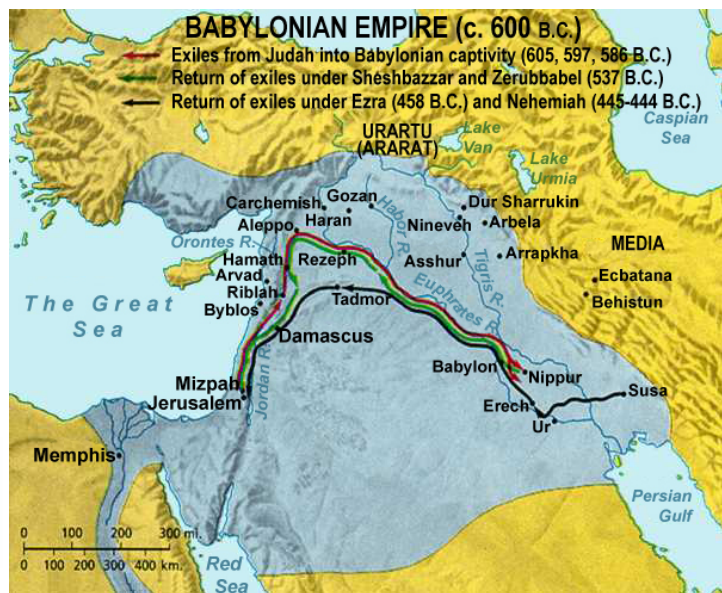 BABYLONIAN EMPIRE (c. 600 B.C.)
Exiles from Judah into Babylonian captivity (605, 597, 586 B.C.)
Return of exiles under Sheshbazzar and Zerubbabel (537 B.C.)
Return of exiles under Ezra (458 B.C.) and Nehemiah (445-444 B.C.)
URARTU
(ARARAT)
Lake
Van
Caspian
Sea
Lake
Urmia
Carchemish
Gozan
Haran
Habor R.
Dur Sharrukin
Nineveh
Arbela
Aleppo
Orontes R.
Hamath
Rezeph
Asshur
Tigris R.
Arrapkha
MEDIA
Ecbatana
Behistun
Arvad
Riblah
Byblos
Tadmor
Euphrates R.
The Great
Sea
Damascus
Jordan R.
Babylon
Nippur
Mizpah
Jerusalem
Erech
Ur
Susa
Memphis
Persian
Gulf
Red
Sea
0 100 200 300 mi.
0 100 200 300 400 km.